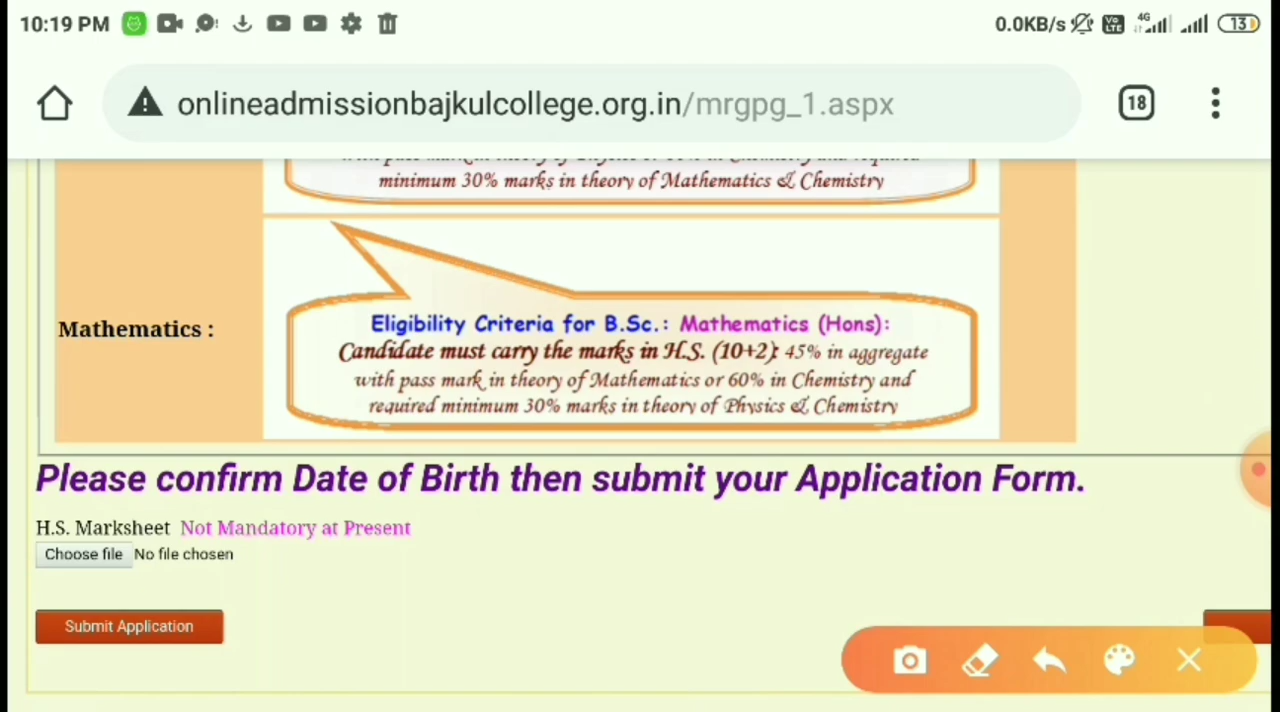 10:19 PM
0.0KB/s
Vo LTE
4G
13
onlineadmissionbajkulcollege.org.in/mrgpg_1.aspx
18
minimum 30% marks in theory of Mathematics & Chemistry
Mathematics :
Eligibility Criteria for B.Sc.: Mathematics (Hons):
Candidate must carry the marks in H.S. (10+2): 45% in aggregate
with pass mark in theory of Mathematics or 60% in Chemistry and
required minimum 30% marks in theory of Physics & Chemistry
Please confirm Date of Birth then submit your Application Form.
H.S. Marksheet Not Mandatory at Present
Choose file No file chosen
Submit Application